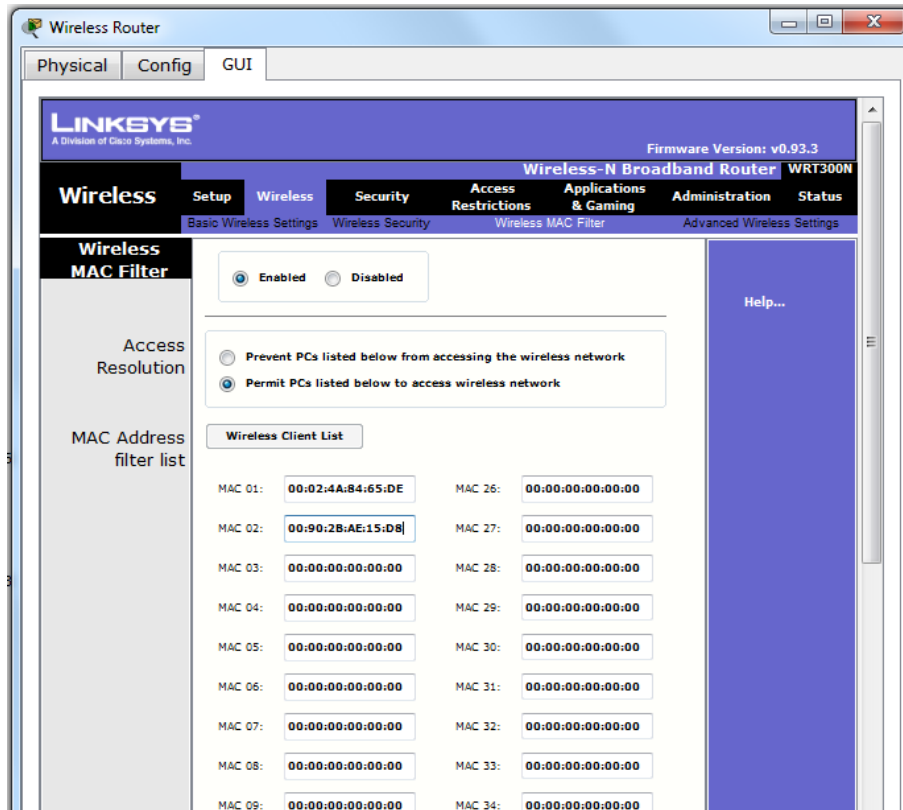 Wireless Router
Physical Config GUI
LINKSYS®
A Division of Cisco Systems, Inc.
Firmware Version: v0.93.3
Wireless-N Broadband Router WRT300N
Wireless
Setup Wireless Security Access Restrictions Applications & Gaming Administration Status
Basic Wireless Settings Wireless Security Wireless MAC Filter Advanced Wireless Settings
Wireless
MAC Filter
Enabled Disabled
Help...
Access
Resolution
Prevent PCs listed below from accessing the wireless network
Permit PCs listed below to access wireless network
MAC Address
filter list
Wireless Client List
MAC 01: 00:02:4A:84:65:DE MAC 26: 00:00:00:00:00:00
MAC 02: 00:90:2B:AE:15:D8 MAC 27: 00:00:00:00:00:00
MAC 03: 00:00:00:00:00:00 MAC 28: 00:00:00:00:00:00
MAC 04: 00:00:00:00:00:00 MAC 29: 00:00:00:00:00:00
MAC 05: 00:00:00:00:00:00 MAC 30: 00:00:00:00:00:00
MAC 06: 00:00:00:00:00:00 MAC 31: 00:00:00:00:00:00
MAC 07: 00:00:00:00:00:00 MAC 32: 00:00:00:00:00:00
MAC 08: 00:00:00:00:00:00 MAC 33: 00:00:00:00:00:00
MAC 09: 00:00:00:00:00:00 MAC 34: 00:00:00:00:00:00